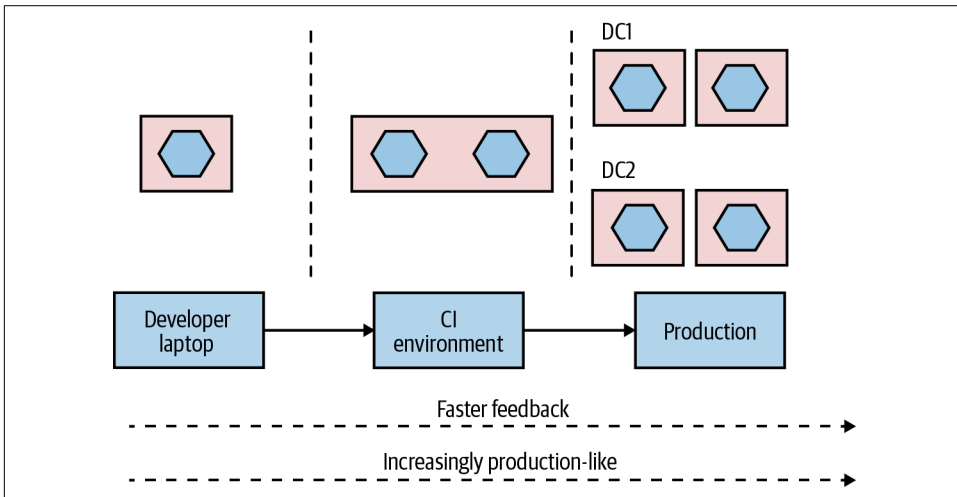 DC1
DC2
Developer
laptop
CI
environment
Production
Faster feedback
Increasingly production-like